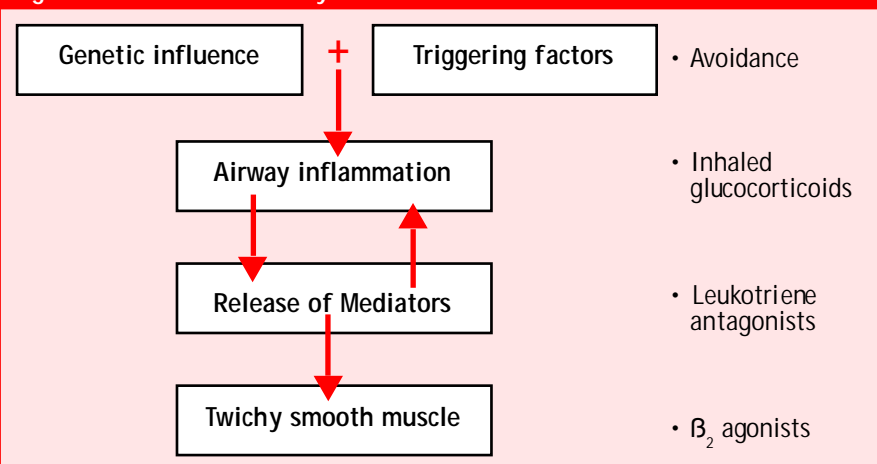 Genetic influence + Triggering factors • Avoidance
Airway inflammation • Inhaled
glucocorticoids
Release of Mediators • Leukotriene
antagonists
Twichy smooth muscle • ß2 agonists